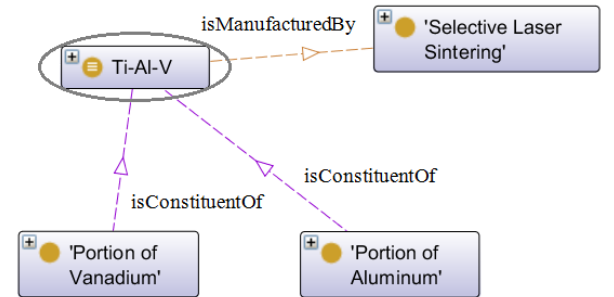 isManufacturedBy
'Selective Laser
Sintering'
Ti-Al-V
isConstituentOf
isConstituentOf
'Portion of
Vanadium'
'Portion of
Aluminum'